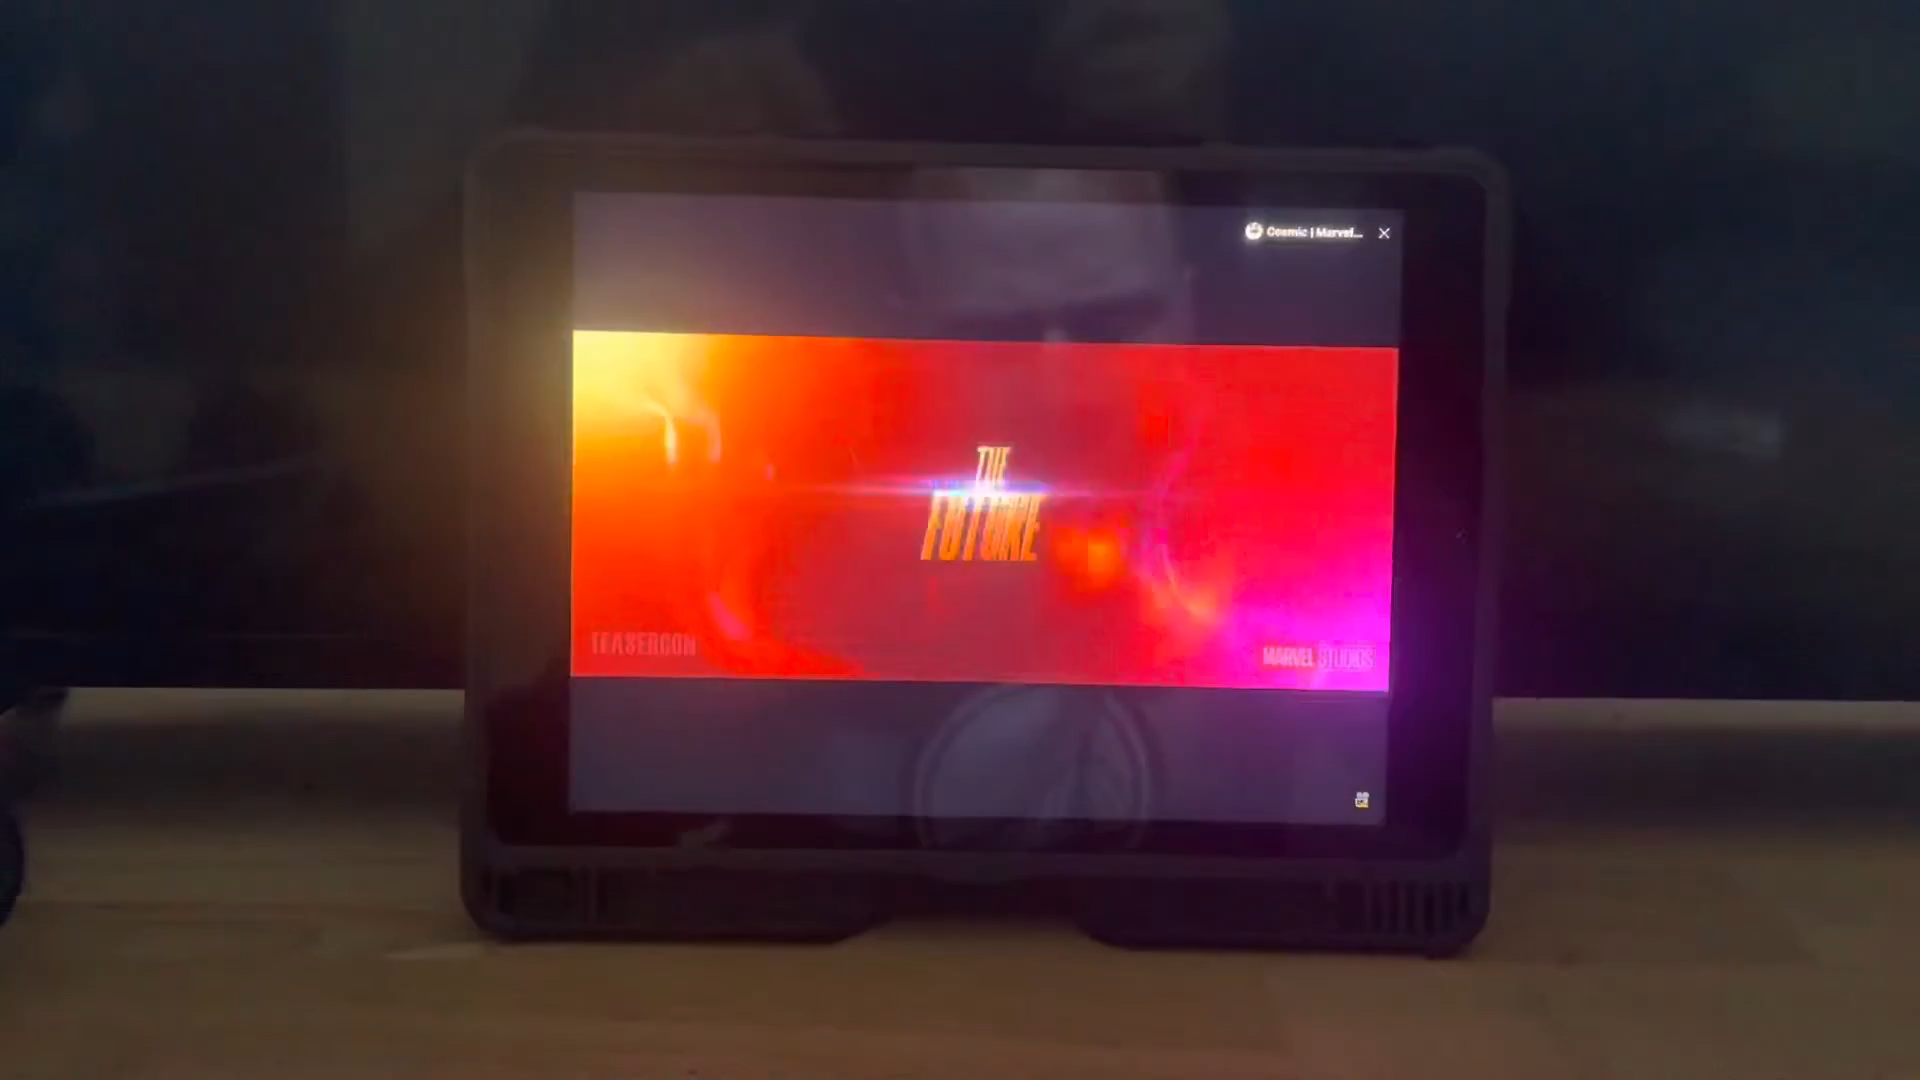 Cosmic | Marvel...
THE
FUTURE
TEASERCON
MARVEL STUDIOS